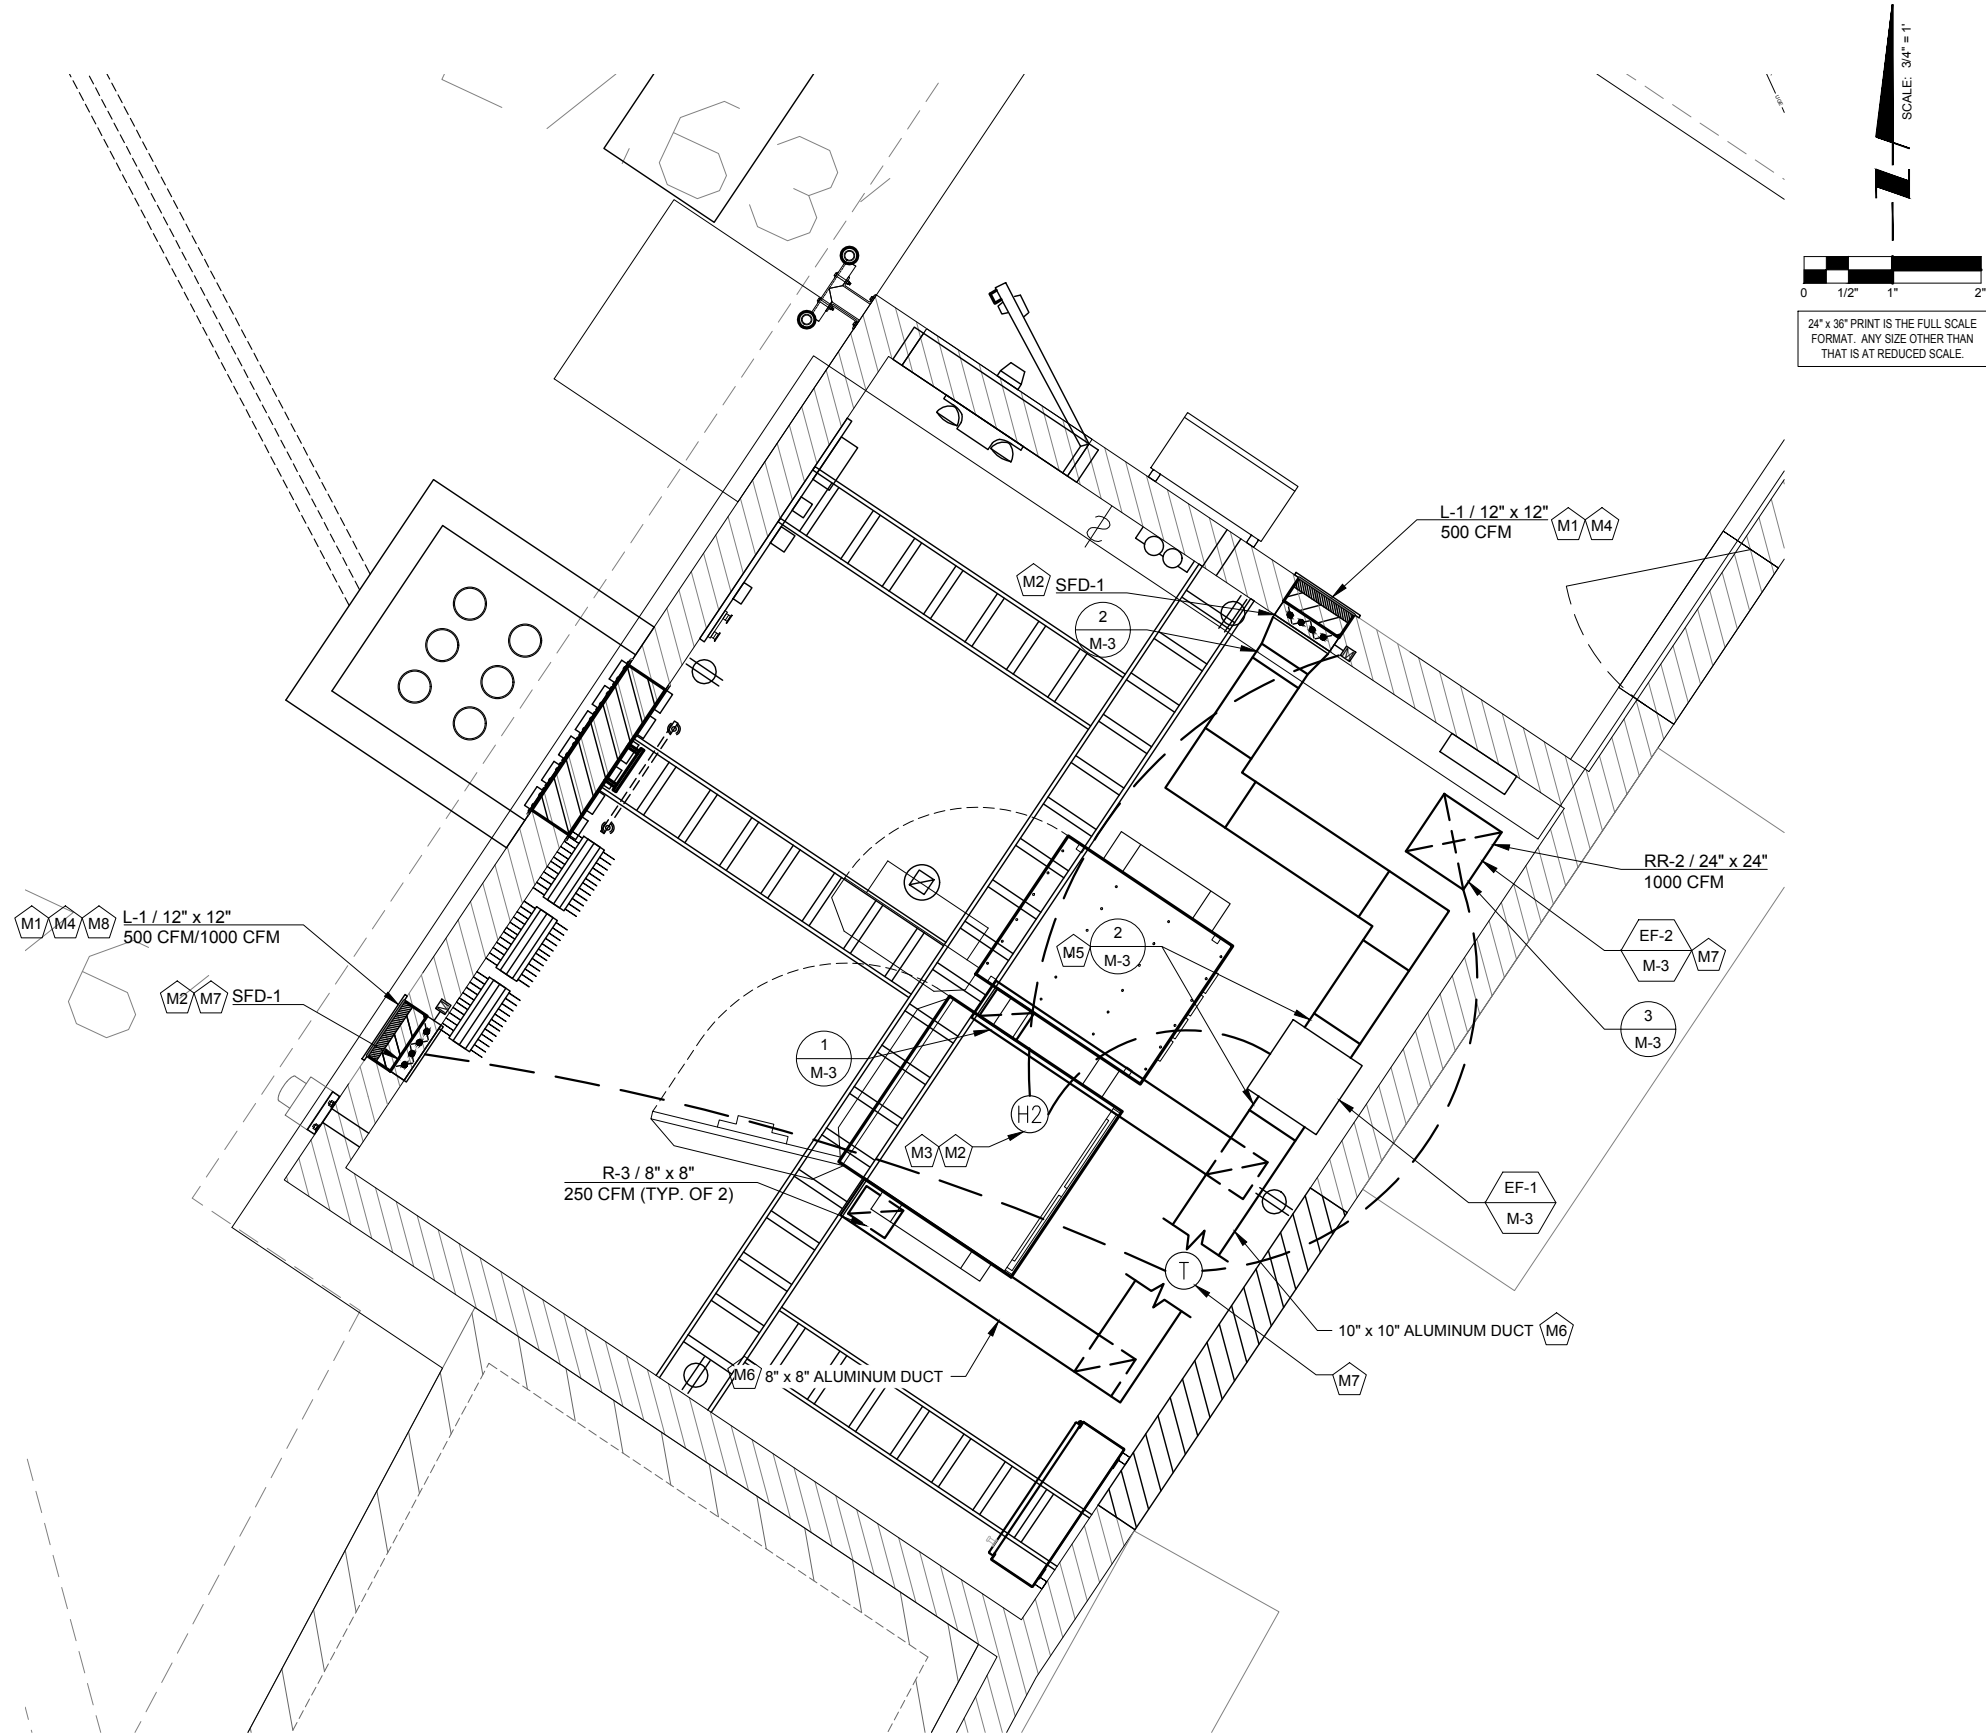 SCALE: 3/4" = 1'
0 1/2" 1" 2"
24" x 36" PRINT IS THE FULL SCALE
FORMAT. ANY SIZE OTHER THAN
THAT IS AT REDUCED SCALE.
63
L-1 / 12" x 12" M1 M4
500 CFM
M2 SFD-1
2
M-3
M
RR-2 / 24" x 24"
1000 CFM
EF-2
M-3
M7
3
M-3
M5
2
M-3
M1 M4 M8 L-1 / 12" x 12"
500 CFM/1000 CFM
6
M2 M7 SFD-1
M
1
M-3
H2
M3 M2
R-3 / 8" x 8"
250 CFM (TYP. OF 2)
EF-1
M-3
T
10" x 10" ALUMINUM DUCT M6
M6 8" x 8" ALUMINUM DUCT
M7